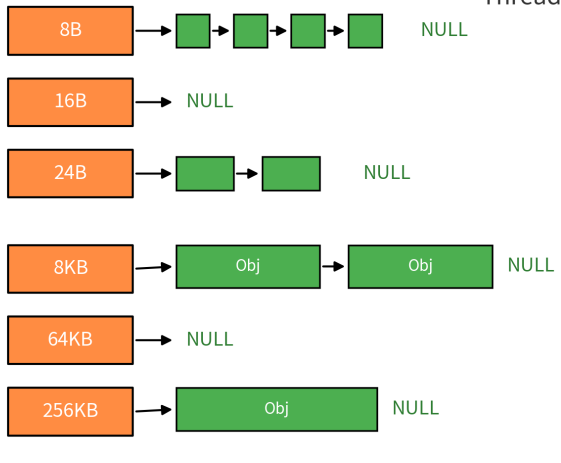 Thread
8B NULL
16B NULL
24B NULL
8KB Obj Obj NULL
64KB NULL
256KB Obj NULL